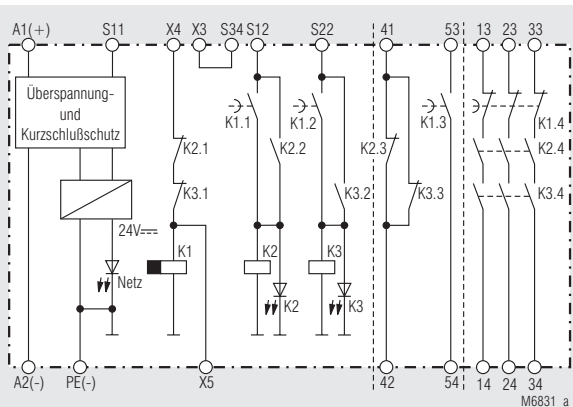 A1(+) S11 X4 X3 S34 S12 S22 41 53 13 23 33
Überspannung-
und
Kurzschlußschutz
K1.1 K1.2 K1.3 K1.4
K2.1 K2.2 K2.3 K2.4
K3.1 K3.2 K3.3 K3.4
24V
K1 K2 K3
Netz K2 K3
A2(-) PE(-) X5 42 54 14 24 34
M6831_a